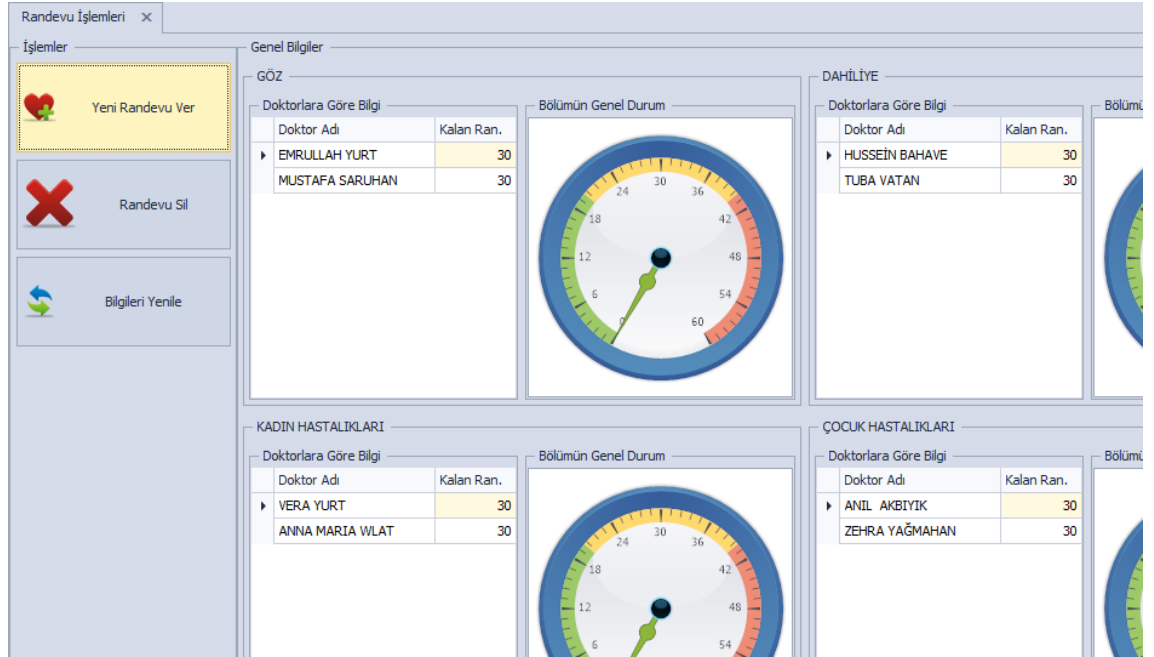 Randevu İşlemleri
İşlemler
Yeni Randevu Ver
Randevu Sil
Bilgileri Yenile
Genel Bilgiler
GÖZ
Doktorlara Göre Bilgi
Doktor Adı Kalan Ran.
EMRULLAH YURT 30
MUSTAFA SARUHAN 30
Bölümün Genel Durum
0 6 12 18 24 30 36 42 48 54 60
DAHİLİYE
Doktorlara Göre Bilgi
Doktor Adı Kalan Ran.
HUSSEİN BAHAVE 30
TUBA VATAN 30
Bölümü
KADIN HASTALIKLARI
Doktorlara Göre Bilgi
Doktor Adı Kalan Ran.
VERA YURT 30
ANNA MARIA WLAT 30
Bölümün Genel Durum
6 12 18 24 30 36 42 48 54
ÇOCUK HASTALIKLARI
Doktorlara Göre Bilgi
Doktor Adı Kalan Ran.
ANIL AKBIYIK 30
ZEHRA YAĞMAHAN 30
Bölümü